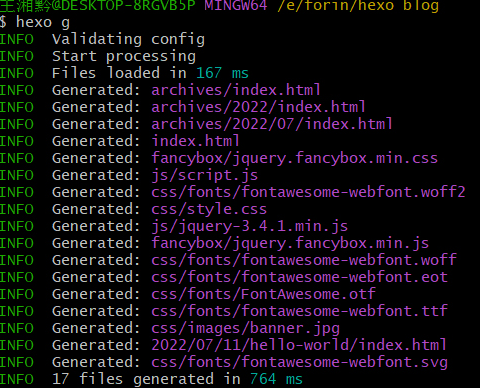 王湘黔@DESKTOP-8RGVB5P MINGW64 /e/forin/hexo blog
$ hexo g
INFO  Validating config
INFO  Start processing
INFO  Files loaded in 167 ms
INFO  Generated: archives/index.html
INFO  Generated: archives/2022/index.html
INFO  Generated: archives/2022/07/index.html
INFO  Generated: index.html
INFO  Generated: fancybox/jquery.fancybox.min.css
INFO  Generated: js/script.js
INFO  Generated: css/fonts/fontawesome-webfont.woff2
INFO  Generated: css/style.css
INFO  Generated: js/jquery-3.4.1.min.js
INFO  Generated: fancybox/jquery.fancybox.min.js
INFO  Generated: css/fonts/fontawesome-webfont.woff
INFO  Generated: css/fonts/fontawesome-webfont.eot
INFO  Generated: css/fonts/FontAwesome.otf
INFO  Generated: css/fonts/fontawesome-webfont.ttf
INFO  Generated: css/images/banner.jpg
INFO  Generated: 2022/07/11/hello-world/index.html
INFO  Generated: css/fonts/fontawesome-webfont.svg
INFO  17 files generated in 764 ms